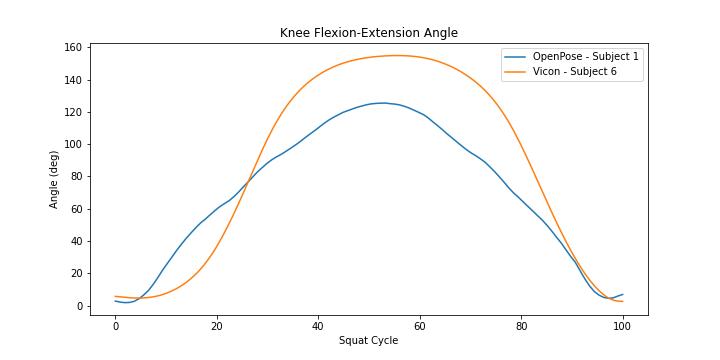 Knee Flexion-Extension Angle
OpenPose - Subject 1
Vicon - Subject 6
Angle (deg)
160
140
120
100
80
60
40
20
0
0 20 40 60 80 100
Squat Cycle